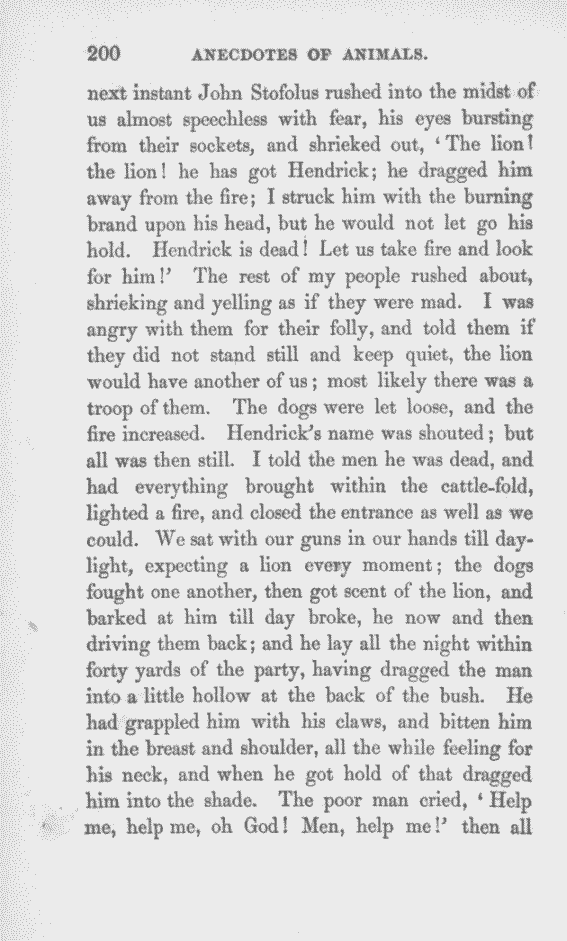 200 ANECDOTES OF ANIMALS.
next instant John Stofolus rushed into the midst of
us almost speechless with fear, his eyes bursting
from their sockets, and shrieked out, ‘The lion!
the lion! he has got Hendrick; he dragged him
away from the fire; I struck him with the burning
brand upon his head, but he would not let go his
hold. Hendrick is dead! Let us take fire and look
for him!’ The rest of my people rushed about,
shrieking and yelling as if they were mad. I was
angry with them for their folly, and told them if
they did not stand still and keep quiet, the lion
would have another of us; most likely there was a
troop of them. The dogs were let loose, and the
fire increased. Hendrick’s name was shouted; but
all was then still. I told the men he was dead, and
had everything brought within the cattle-fold,
lighted a fire, and closed the entrance as well as we
could. We sat with our guns in our hands till day-
light, expecting a lion every moment; the dogs
fought one another, then got scent of the lion, and
barked at him till day broke, he now and then
driving them back; and he lay all the night within
forty yards of the party, having dragged the man
into a little hollow at the back of the bush. He
had grappled him with his claws, and bitten him
in the breast and shoulder, all the while feeling for
his neck, and when he got hold of that dragged
him into the shade. The poor man cried, ‘Help
me, help me, oh God! Men, help me!’ then all